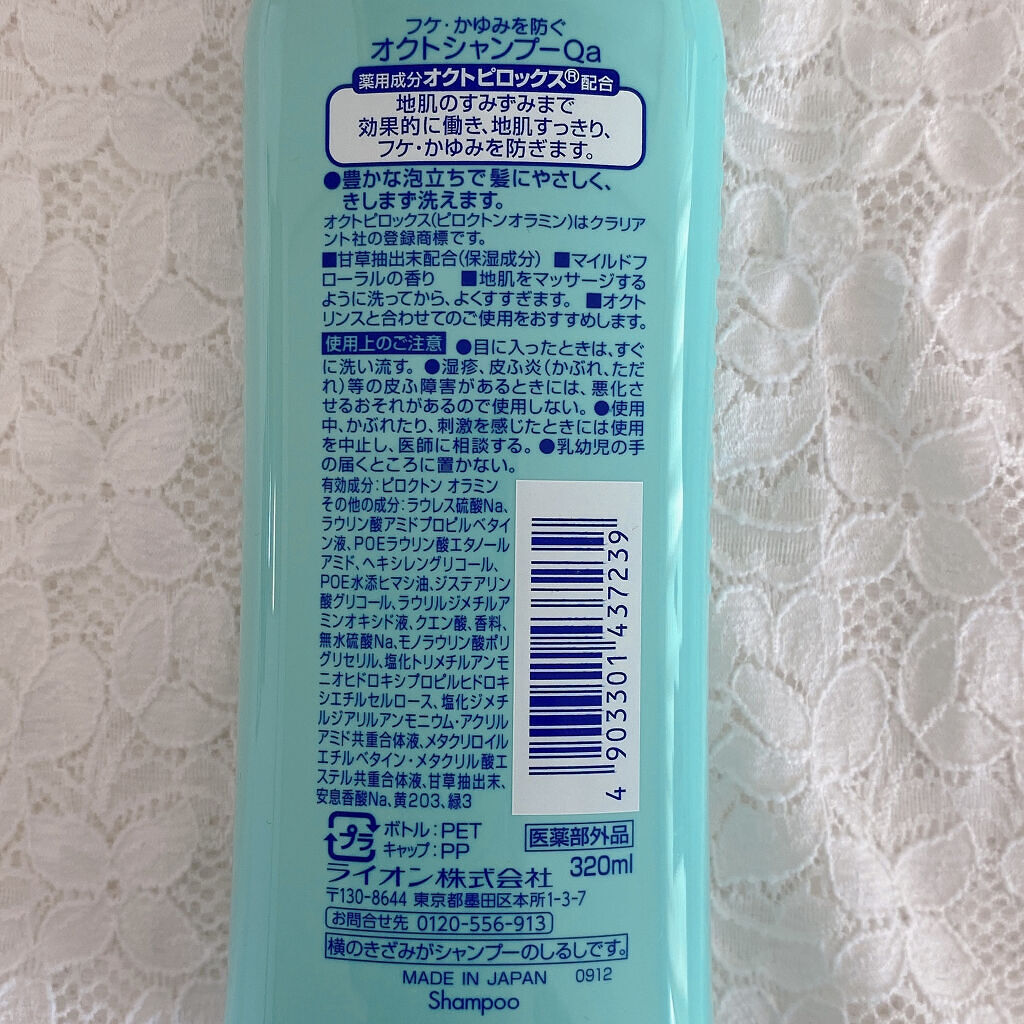 フケ・かゆみを防ぐ
オクトシャンプーQa
薬用成分オクトピロックス®配合
地肌のすみずみまで
効果的に働き、地肌すっきり、
フケ・かゆみを防ぎます。
●豊かな泡立ちで髪にやさしく、
きしまず洗えます。
オクトピロックス(ピロクトンオラミン)はクラリア
ント社の登録商標です。
■甘草抽出末配合(保湿成分) ■マイルドフ
ローラルの香り ■地肌をマッサージする
ように洗ってから、よくすすぎます。 ■オクト
リンスと合わせてのご使用をおすすめします。
使用上のご注意 ●目に入ったときは、すぐ
に洗い流す。●湿疹、皮ふ炎(かぶれ、ただ
れ)等の皮ふ障害があるときには、悪化さ
せるおそれがあるので使用しない。●使用
中、かぶれたり、刺激を感じたときには使用
を中止し、医師に相談する。●乳幼児の手
の届くところに置かない。
有効成分:ピロクトン オラミン
その他の成分:ラウレス硫酸Na、
ラウリン酸アミドプロピルベタイ
ン液、POEラウリン酸エタノール
アミド、ヘキシレングリコール、
POE水添ヒマシ油、ジステアリン
酸グリコール、ラウリルジメチルア
ミンオキシド液、クエン酸、香料、
無水硫酸Na、モノラウリン酸ポリ
グリセリル、塩化トリメチルアンモ
ニオヒドロキシプロピルヒドロキ
シエチルセルロース、塩化ジメチ
ルジアリルアンモニウム・アクリル
アミド共重合体液、メタクリロイル
エチルベタイン・メタクリル酸エ
ステル共重合体液、甘草抽出末、
安息香酸Na、黄203、緑3
4 903301 437239
プラ
ボトル:PET
キャップ:PP
医薬部外品
320ml
ライオン株式会社
〒130-8644 東京都墨田区本所1-3-7
お問合せ先 0120-556-913
横のきざみがシャンプーのしるしです。
MADE IN JAPAN 0912
Shampoo